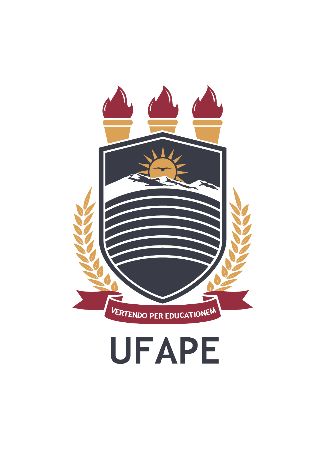 VERTENDO PER EDUCATIONEM
UFAPE